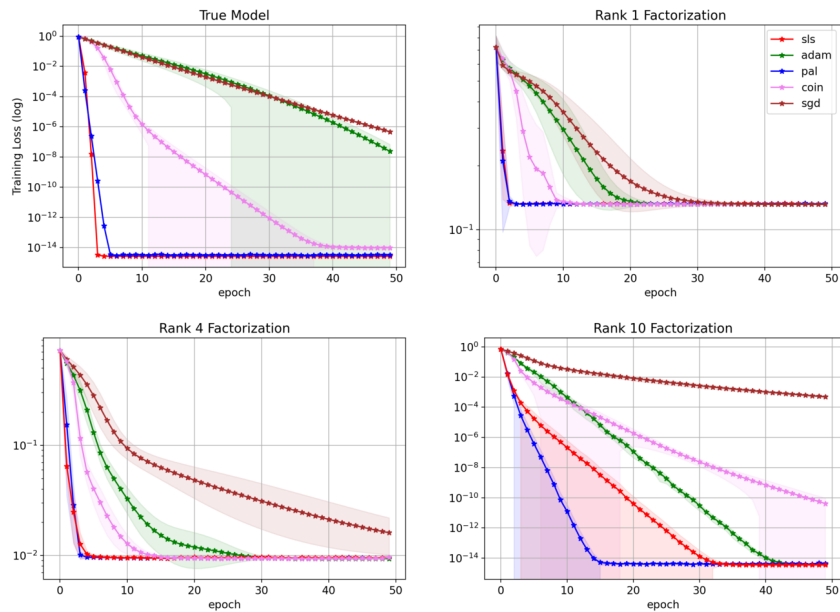 True Model
Training Loss (log)
10⁰
10⁻²
10⁻⁴
10⁻⁶
10⁻⁸
10⁻¹⁰
10⁻¹²
10⁻¹⁴
0 10 20 30 40 50
epoch
Rank 1 Factorization
sls
adam
pal
coin
sgd
10⁻¹
0 10 20 30 40 50
epoch
Rank 4 Factorization
10⁻¹
10⁻²
0 10 20 30 40 50
epoch
Rank 10 Factorization
10⁰
10⁻²
10⁻⁴
10⁻⁶
10⁻⁸
10⁻¹⁰
10⁻¹²
10⁻¹⁴
0 10 20 30 40 50
epoch